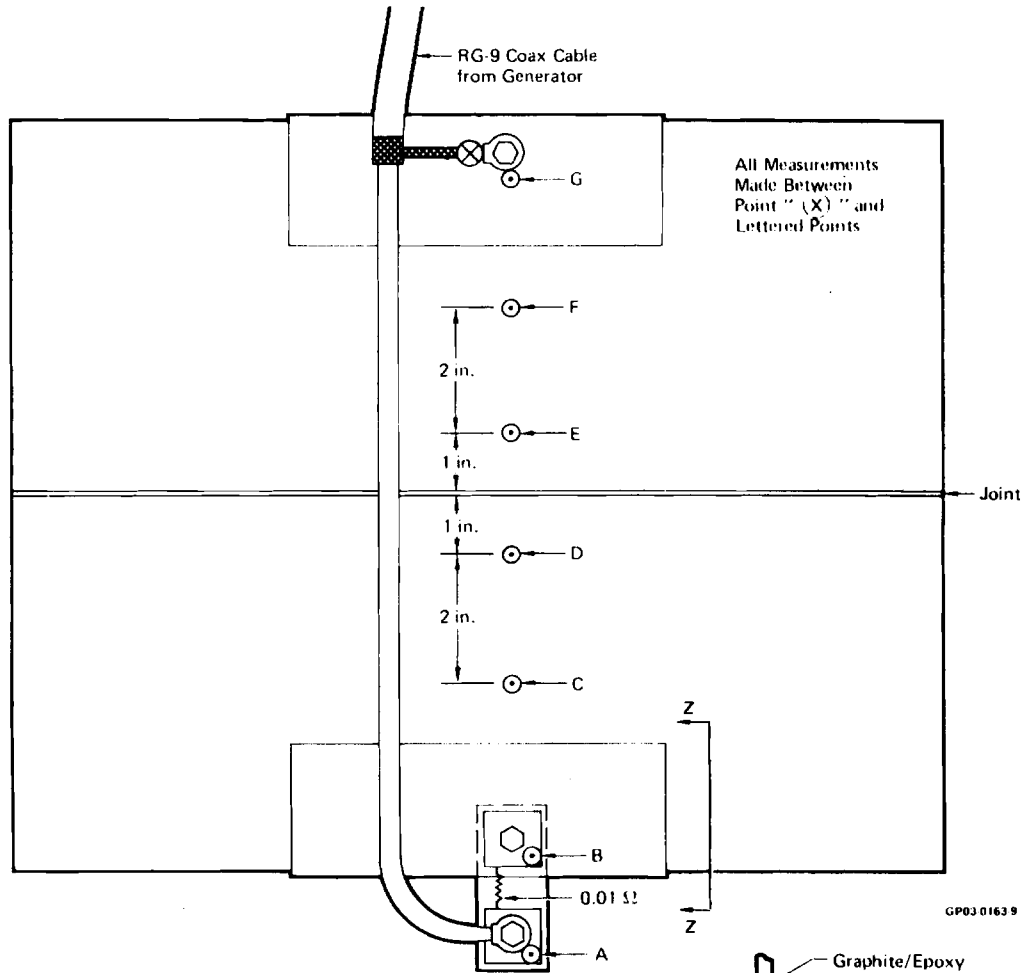 RG-9 Coax Cable
from Generator
All Measurements
Made Between
Point " (X) " and
Lettered Points
G
F
2 in.
E
1 in.
Joint
1 in.
D
2 in.
C
Z
B
0.01 Ω
GP03 0163 9
Z
A
Graphite/Epoxy